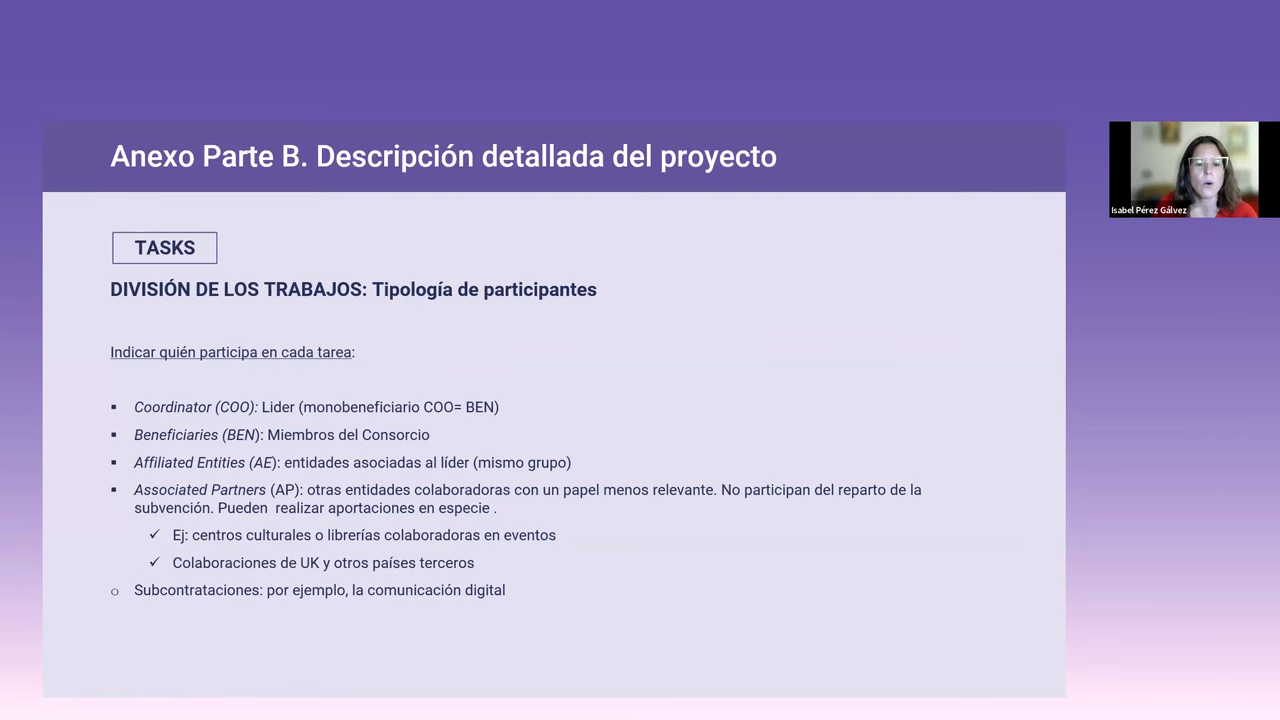 Anexo Parte B. Descripción detallada del proyecto
Isabel Pérez Gálvez
TASKS
DIVISIÓN DE LOS TRABAJOS: Tipología de participantes
Indicar quién participa en cada tarea:
▪ Coordinator (COO): Lider (monobeneficiario COO= BEN)
▪ Beneficiaries (BEN): Miembros del Consorcio
▪ Affiliated Entities (AE): entidades asociadas al líder (mismo grupo)
▪ Associated Partners (AP): otras entidades colaboradoras con un papel menos relevante. No participan del reparto de la
subvención. Pueden realizar aportaciones en especie .
✓ Ej: centros culturales o librerías colaboradoras en eventos
✓ Colaboraciones de UK y otros países terceros
o Subcontrataciones: por ejemplo, la comunicación digital